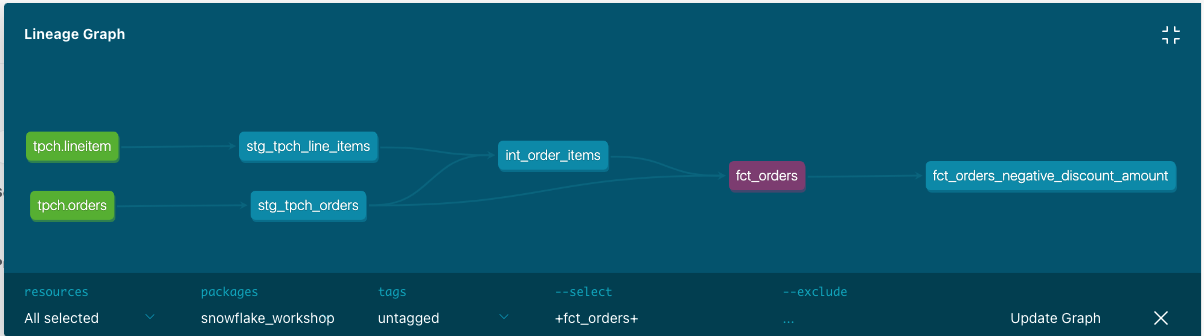 Lineage Graph
tpch.lineitem
stg_tpch_line_items
int_order_items
fct_orders
fct_orders_negative_discount_amount
tpch.orders
stg_tpch_orders
resources packages tags --select --exclude
All selected snowflake_workshop untagged +fct_orders+ ... Update Graph